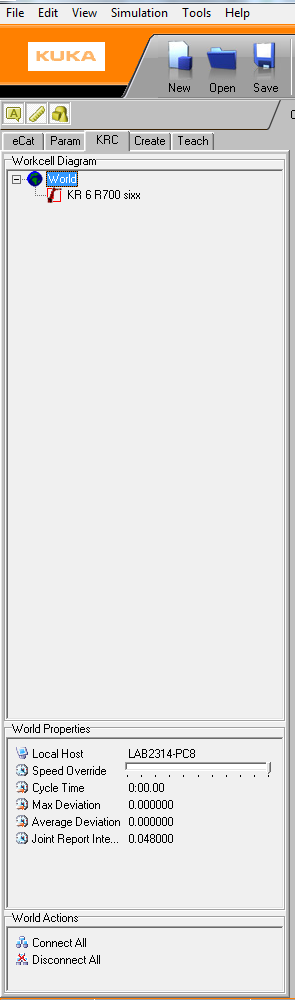 File Edit View Simulation Tools Help
KUKA
New Open Save
A
eCat Param KRC Create Teach
Workcell Diagram
World
KR 6 R700 sixx
World Properties
Local Host LAB2314-PC8
Speed Override
Cycle Time 0:00.00
Max Deviation 0.000000
Average Deviation 0.000000
Joint Report Inte... 0.048000
World Actions
Connect All
Disconnect All